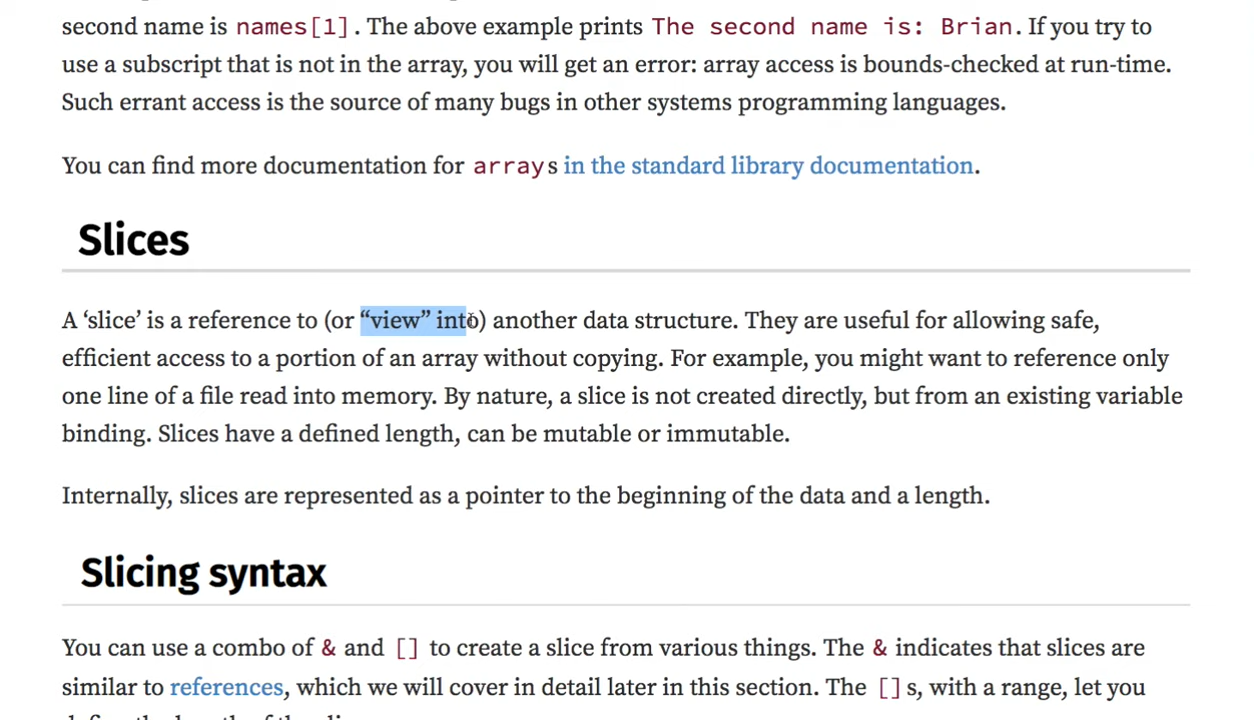 second name is names[1]. The above example prints The second name is: Brian. If you try to
use a subscript that is not in the array, you will get an error: array access is bounds-checked at run-time.
Such errant access is the source of many bugs in other systems programming languages.
You can find more documentation for arrays in the standard library documentation.
Slices
A ‘slice’ is a reference to (or “view” into) another data structure. They are useful for allowing safe,
efficient access to a portion of an array without copying. For example, you might want to reference only
one line of a file read into memory. By nature, a slice is not created directly, but from an existing variable
binding. Slices have a defined length, can be mutable or immutable.
Internally, slices are represented as a pointer to the beginning of the data and a length.
Slicing syntax
You can use a combo of & and [] to create a slice from various things. The & indicates that slices are
similar to references, which we will cover in detail later in this section. The []s, with a range, let you